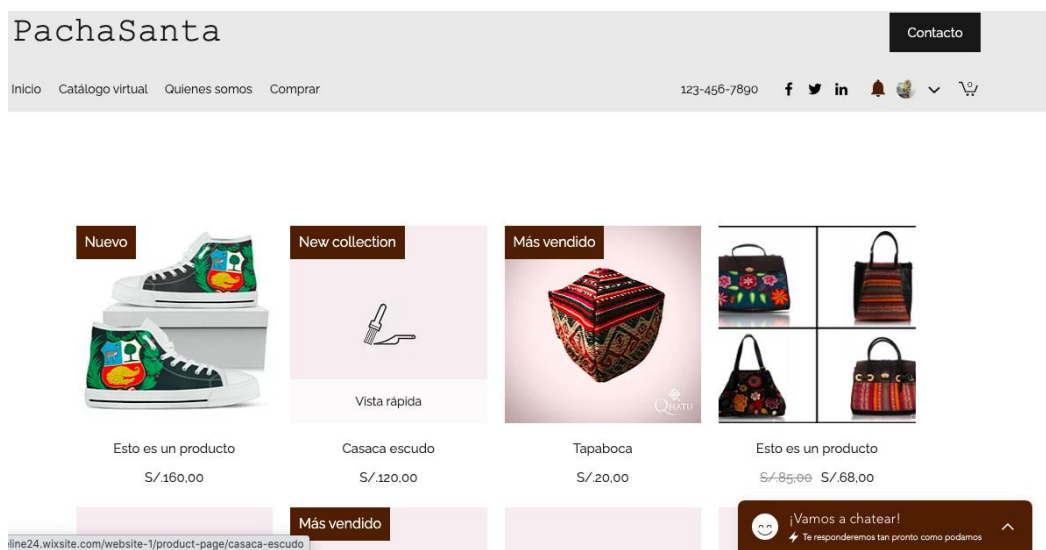 PachaSanta
Contacto
Inicio Catálogo virtual Quienes somos Comprar
123-456-7890
0
Nuevo
New collection
Más vendido
Vista rápida
QHATU
Esto es un producto
S/.160,00
Casaca escudo
S/.120,00
Tapaboca
S/.20,00
Esto es un producto
S/.85,00 S/.68,00
Más vendido
¡Vamos a chatear!
Te responderemos tan pronto como podamos
eline24.wixsite.com/website-1/product-page/casaca-escudo